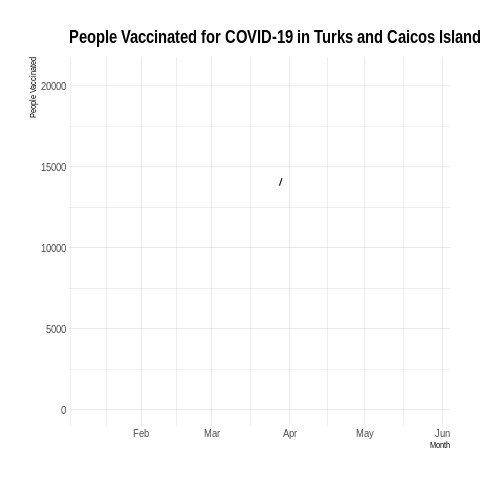 People Vaccinated for COVID-19 in Turks and Caicos Island
People Vaccinated
20000
15000
10000
5000
0
Feb
Mar
Apr
May
Jun
Month